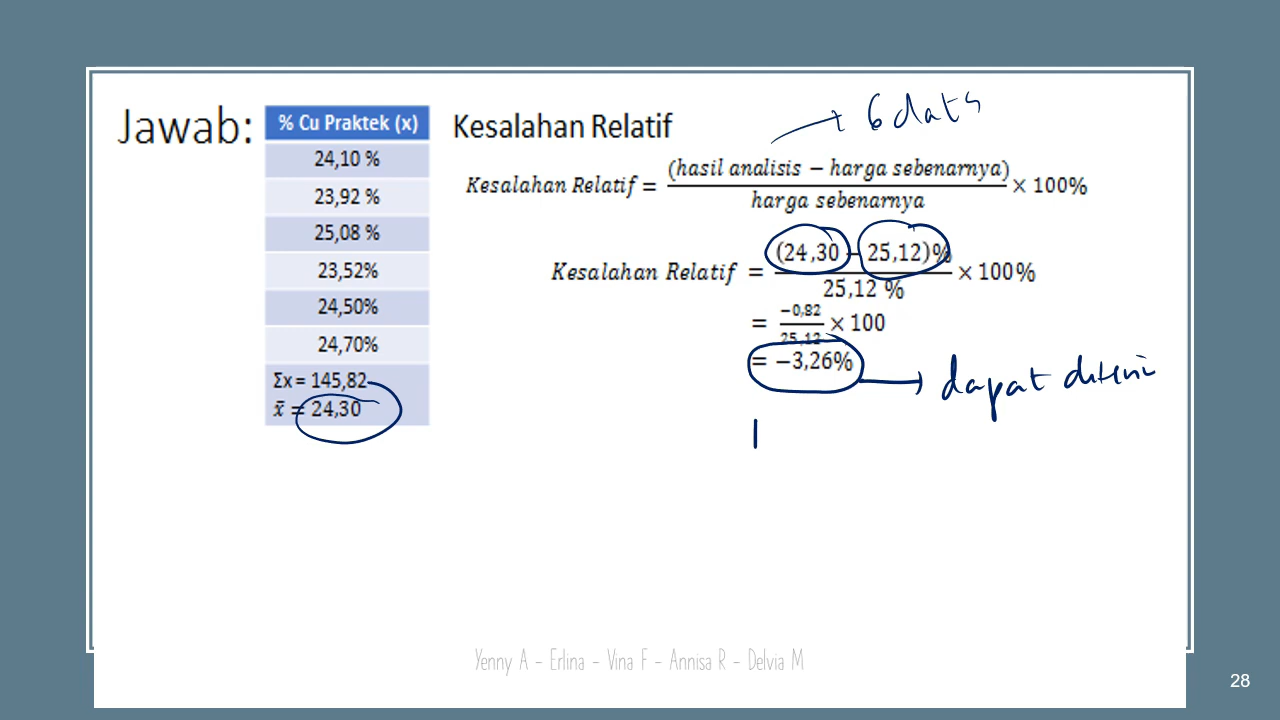 Jawab:
% Cu Praktek (x)
24,10 %
23,92 %
25,08 %
23,52%
24,50%
24,70%
Σx = 145,82
x̄ = 24,30
Kesalahan Relatif
→ 6 data
Kesalahan Relatif = (hasil analisis − harga sebenarnya) / harga sebenarnya × 100%
Kesalahan Relatif = (24,30 − 25,12)% / 25,12 % × 100%
= −0,82 / 25,12 × 100
= −3,26%
→ dapat diterima
Yenny A - Erlina - Vina F - Annisa R - Delvia M
28